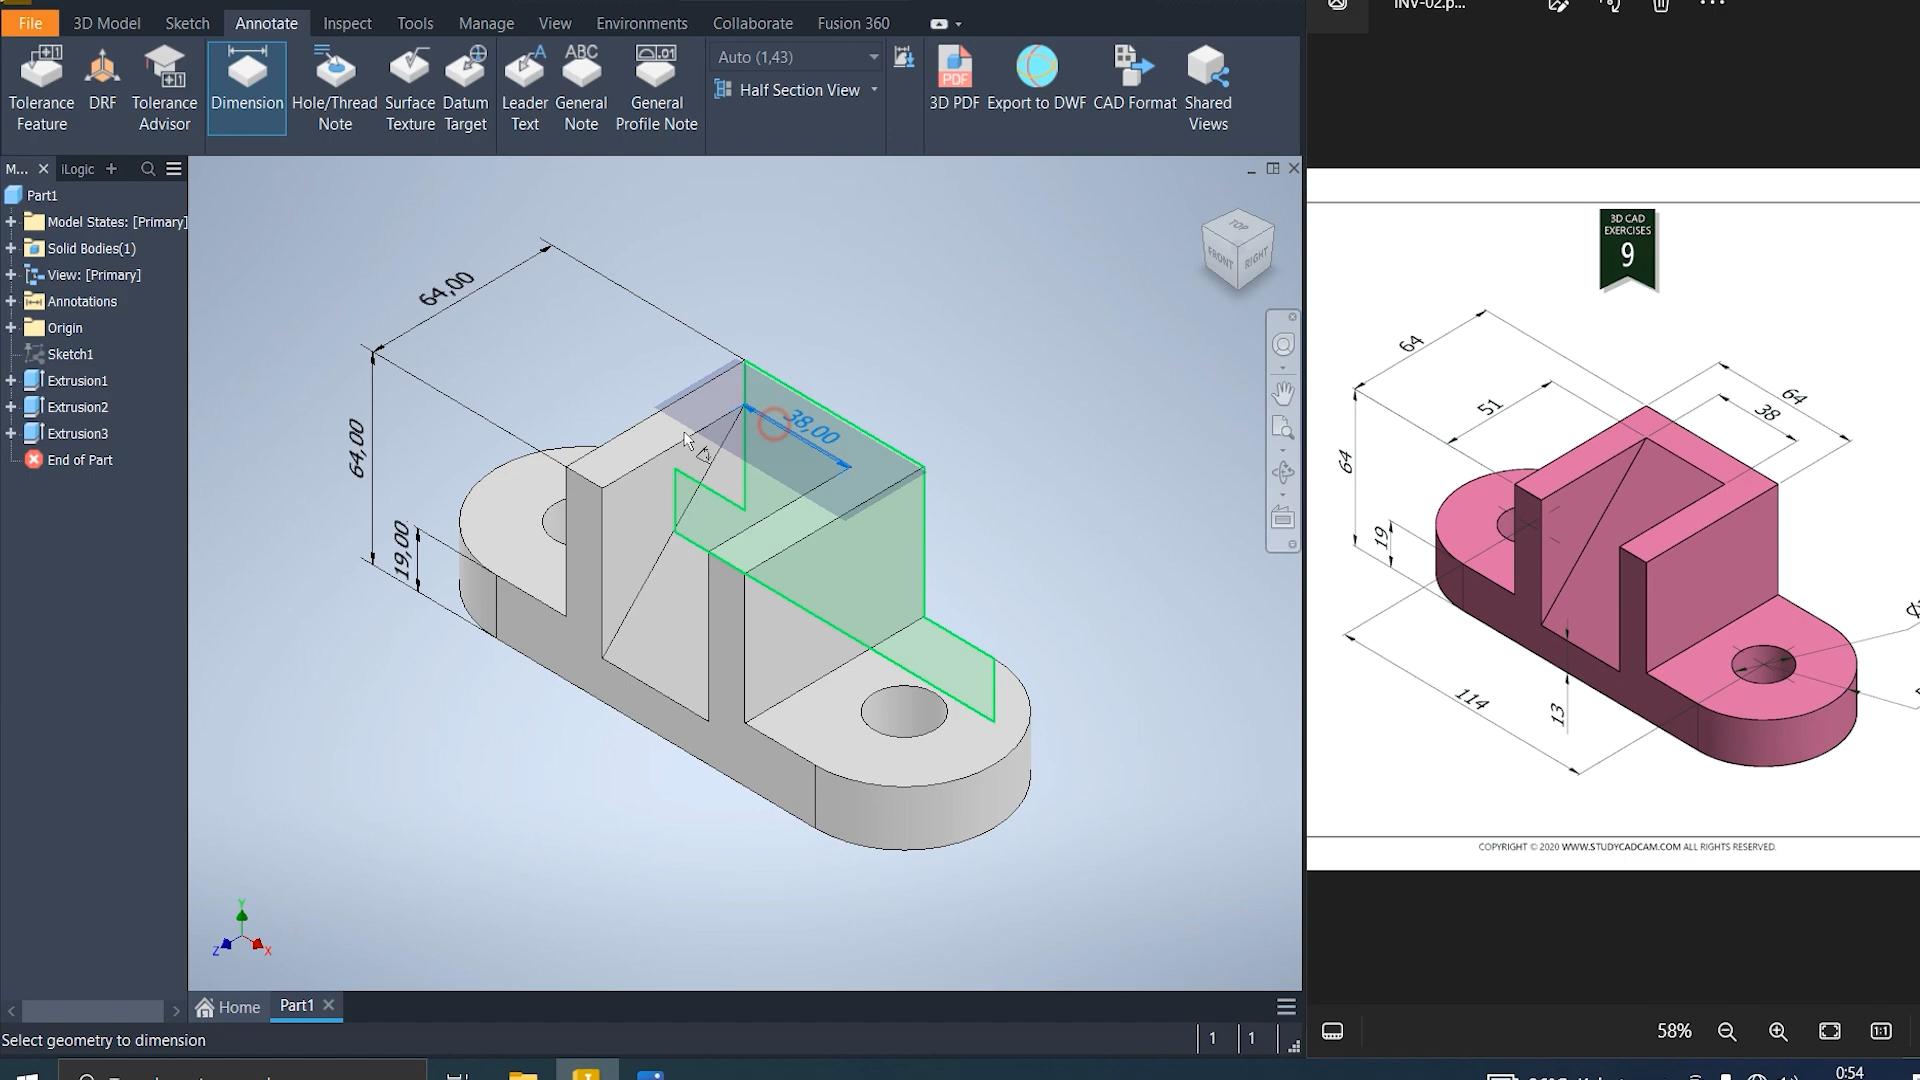 File 3D Model Sketch Annotate Inspect Tools Manage View Environments Collaborate Fusion 360
Tolerance Feature
DRF
Tolerance Advisor
Dimension
Hole/Thread Note
Surface Texture
Datum Target
Leader Text
General Note
General Profile Note
Auto (1,43)
Half Section View
3D PDF
Export to DWF
CAD Format
Shared Views
ABC
PDF
M... iLogic
Part1
Model States: [Primary]
Solid Bodies(1)
View: [Primary]
Annotations
Origin
Sketch1
Extrusion1
Extrusion2
Extrusion3
End of Part
64,00
64,00
19,00
38,00
TOP
FRONT
RIGHT
Y
Z
X
Home
Part1
Select geometry to dimension
1 1
INV-02.p...
3D CAD
EXERCISES
9
64
51
64
38
64
19
114
13
COPYRIGHT © 2020 WWW.STUDYCADCAM.COM ALL RIGHTS RESERVED.
58%
1:1
0:54